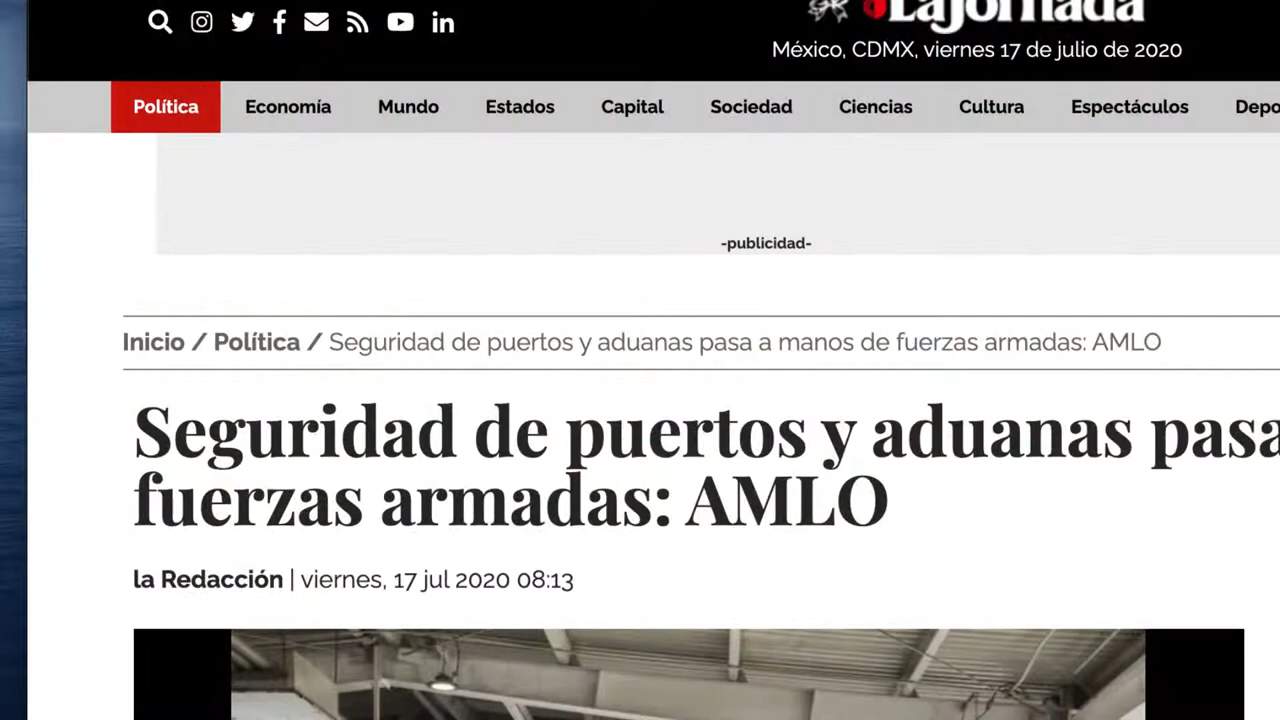 La Jornada
México, CDMX, viernes 17 de julio de 2020
Política Economía Mundo Estados Capital Sociedad Ciencias Cultura Espectáculos
-publicidad-
Inicio / Política / Seguridad de puertos y aduanas pasa a manos de fuerzas armadas: AMLO
Seguridad de puertos y aduanas pasa
fuerzas armadas: AMLO
la Redacción | viernes, 17 jul 2020 08:13